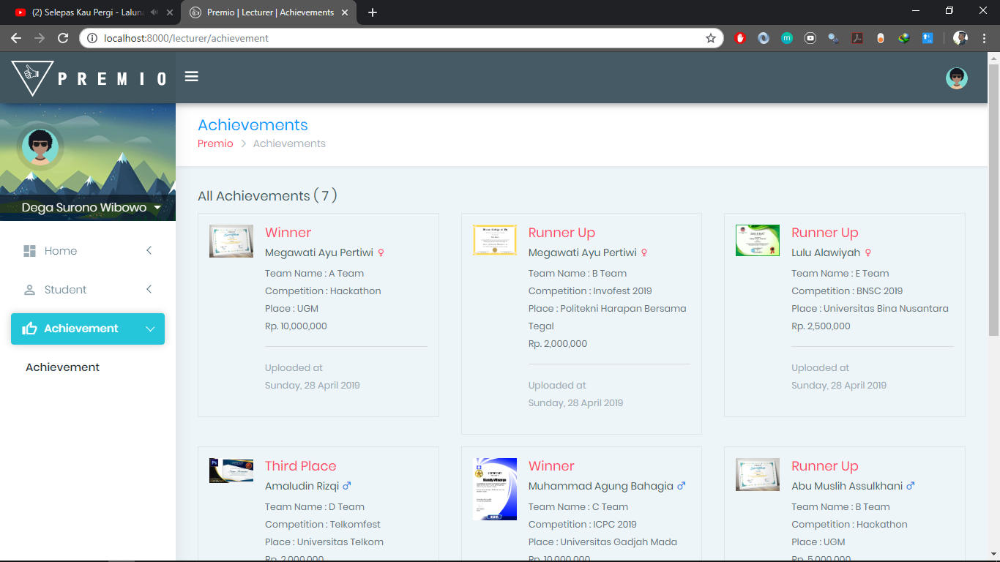 (2) Selepas Kau Pergi - Laluna
Premio | Lecturer | Achievements
localhost:8000/lecturer/achievement
PREMIO
Achievements
Premio > Achievements
Dega Surono Wibowo
Home
Student
Achievement
Achievement
All Achievements ( 7 )
Winner
Megawati Ayu Pertiwi ♀
Team Name : A Team
Competition : Hackathon
Place : UGM
Rp. 10,000,000
Uploaded at
Sunday, 28 April 2019
Runner Up
Megawati Ayu Pertiwi ♀
Team Name : B Team
Competition : Invofest 2019
Place : Politekni Harapan Bersama
Tegal
Rp. 2,000,000
Uploaded at
Sunday, 28 April 2019
Runner Up
Lulu Alawiyah ♀
Team Name : E Team
Competition : BNSC 2019
Place : Universitas Bina Nusantara
Rp. 2,500,000
Uploaded at
Sunday, 28 April 2019
Third Place
Amaludin Rizqi ♂
Team Name : D Team
Competition : Telkomfest
Place : Universitas Telkom
Rp. 2,000,000
Winner
Muhammad Agung Bahagia ♂
Team Name : C Team
Competition : ICPC 2019
Place : Universitas Gadjah Mada
Rp. 10,000,000
Runner Up
Abu Muslih Assulkhani ♂
Team Name : B Team
Competition : Hackathon
Place : UGM
Rp. 5,000,000